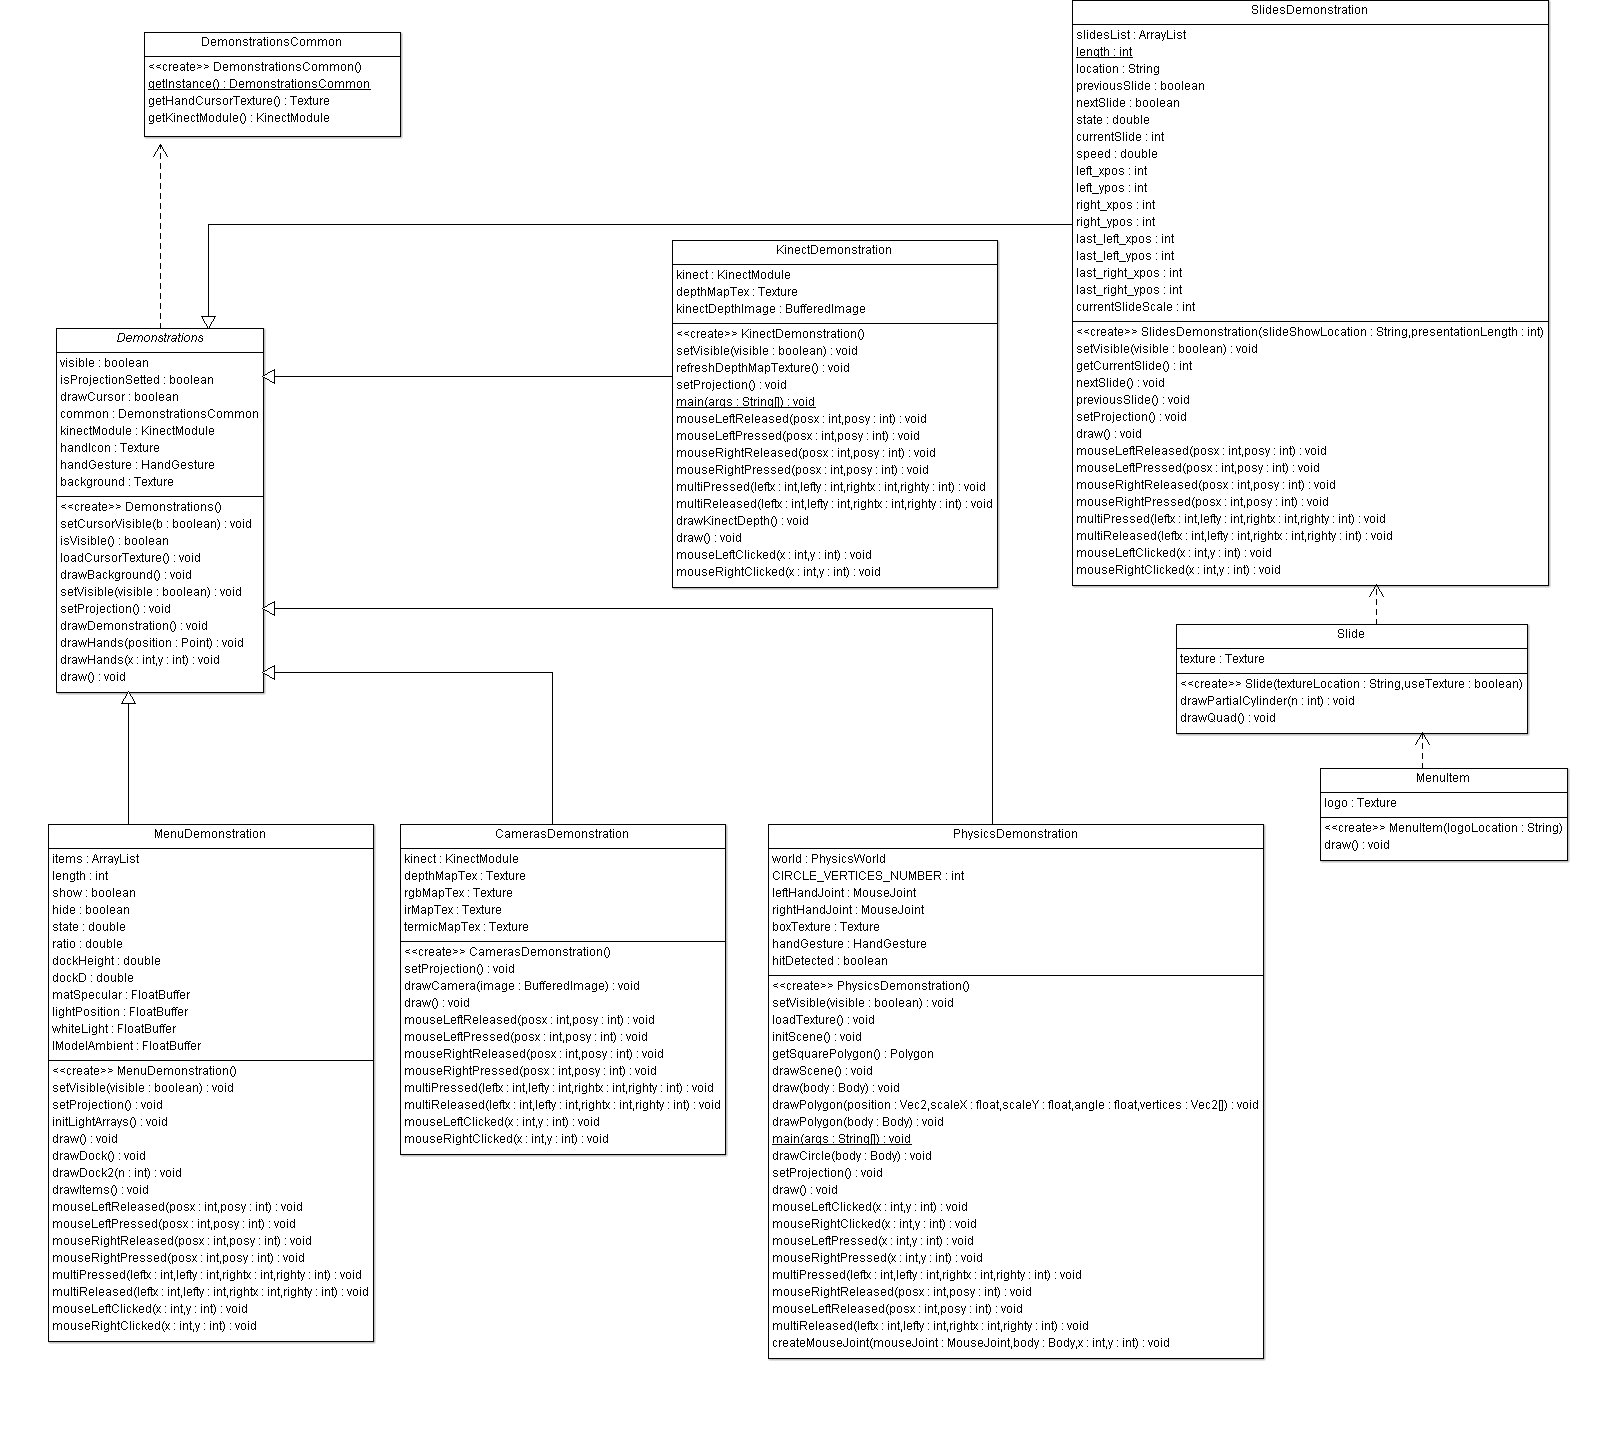 DemonstrationsCommon
<<create>> DemonstrationsCommon()
getInstance() : DemonstrationsCommon
getHandCursorTexture() : Texture
getKinectModule() : KinectModule
SlidesDemonstration
slidesList : ArrayList
length : int
location : String
previousSlide : boolean
nextSlide : boolean
state : double
currentSlide : int
speed : double
left_xpos : int
left_ypos : int
right_xpos : int
right_ypos : int
last_left_xpos : int
last_left_ypos : int
last_right_xpos : int
last_right_ypos : int
currentSlideScale : int
<<create>> SlidesDemonstration(slideShowLocation : String,presentationLength : int)
setVisible(visible : boolean) : void
getCurrentSlide() : int
nextSlide() : void
previousSlide() : void
setProjection() : void
draw() : void
mouseLeftReleased(posx : int,posy : int) : void
mouseLeftPressed(posx : int,posy : int) : void
mouseRightReleased(posx : int,posy : int) : void
mouseRightPressed(posx : int,posy : int) : void
multiPressed(leftx : int,lefty : int,rightx : int,righty : int) : void
multiReleased(leftx : int,lefty : int,rightx : int,righty : int) : void
mouseLeftClicked(x : int,y : int) : void
mouseRightClicked(x : int,y : int) : void
KinectDemonstration
kinect : KinectModule
depthMapTex : Texture
kinectDepthImage : BufferedImage
<<create>> KinectDemonstration()
setVisible(visible : boolean) : void
refreshDepthMapTexture() : void
setProjection() : void
main(args : String[]) : void
mouseLeftReleased(posx : int,posy : int) : void
mouseLeftPressed(posx : int,posy : int) : void
mouseRightReleased(posx : int,posy : int) : void
mouseRightPressed(posx : int,posy : int) : void
multiPressed(leftx : int,lefty : int,rightx : int,righty : int) : void
multiReleased(leftx : int,lefty : int,rightx : int,righty : int) : void
drawKinectDepth() : void
draw() : void
mouseLeftClicked(x : int,y : int) : void
mouseRightClicked(x : int,y : int) : void
Demonstrations
visible : boolean
isProjectionSetted : boolean
drawCursor : boolean
common : DemonstrationsCommon
kinectModule : KinectModule
handIcon : Texture
handGesture : HandGesture
background : Texture
<<create>> Demonstrations()
setCursorVisible(b : boolean) : void
isVisible() : boolean
loadCursorTexture() : void
drawBackground() : void
setVisible(visible : boolean) : void
setProjection() : void
drawDemonstration() : void
drawHands(position : Point) : void
drawHands(x : int,y : int) : void
draw() : void
Slide
texture : Texture
<<create>> Slide(textureLocation : String,useTexture : boolean)
drawPartialCylinder(n : int) : void
drawQuad() : void
MenuItem
logo : Texture
<<create>> MenuItem(logoLocation : String)
draw() : void
MenuDemonstration
items : ArrayList
length : int
show : boolean
hide : boolean
state : double
ratio : double
dockHeight : double
dockD : double
matSpecular : FloatBuffer
lightPosition : FloatBuffer
whiteLight : FloatBuffer
lModelAmbient : FloatBuffer
<<create>> MenuDemonstration()
setVisible(visible : boolean) : void
setProjection() : void
initLightArrays() : void
draw() : void
drawDock() : void
drawDock2(n : int) : void
drawItems() : void
mouseLeftReleased(posx : int,posy : int) : void
mouseLeftPressed(posx : int,posy : int) : void
mouseRightReleased(posx : int,posy : int) : void
mouseRightPressed(posx : int,posy : int) : void
multiPressed(leftx : int,lefty : int,rightx : int,righty : int) : void
multiReleased(leftx : int,lefty : int,rightx : int,righty : int) : void
mouseLeftClicked(x : int,y : int) : void
mouseRightClicked(x : int,y : int) : void
CamerasDemonstration
kinect : KinectModule
depthMapTex : Texture
rgbMapTex : Texture
irMapTex : Texture
termicMapTex : Texture
<<create>> CamerasDemonstration()
setProjection() : void
drawCamera(image : BufferedImage) : void
draw() : void
mouseLeftReleased(posx : int,posy : int) : void
mouseLeftPressed(posx : int,posy : int) : void
mouseRightReleased(posx : int,posy : int) : void
mouseRightPressed(posx : int,posy : int) : void
multiPressed(leftx : int,lefty : int,rightx : int,righty : int) : void
multiReleased(leftx : int,lefty : int,rightx : int,righty : int) : void
mouseLeftClicked(x : int,y : int) : void
mouseRightClicked(x : int,y : int) : void
PhysicsDemonstration
world : PhysicsWorld
CIRCLE_VERTICES_NUMBER : int
leftHandJoint : MouseJoint
rightHandJoint : MouseJoint
boxTexture : Texture
handGesture : HandGesture
hitDetected : boolean
<<create>> PhysicsDemonstration()
setVisible(visible : boolean) : void
loadTexture() : void
initScene() : void
getSquarePolygon() : Polygon
drawScene() : void
draw(body : Body) : void
drawPolygon(position : Vec2,scaleX : float,scaleY : float,angle : float,vertices : Vec2[]) : void
drawPolygon(body : Body) : void
main(args : String[]) : void
drawCircle(body : Body) : void
setProjection() : void
draw() : void
mouseLeftClicked(x : int,y : int) : void
mouseRightClicked(x : int,y : int) : void
mouseLeftPressed(x : int,y : int) : void
mouseRightPressed(x : int,y : int) : void
multiPressed(leftx : int,lefty : int,rightx : int,righty : int) : void
mouseRightReleased(posx : int,posy : int) : void
mouseLeftReleased(posx : int,posy : int) : void
multiReleased(leftx : int,lefty : int,rightx : int,righty : int) : void
createMouseJoint(mouseJoint : MouseJoint,body : Body,x : int,y : int) : void